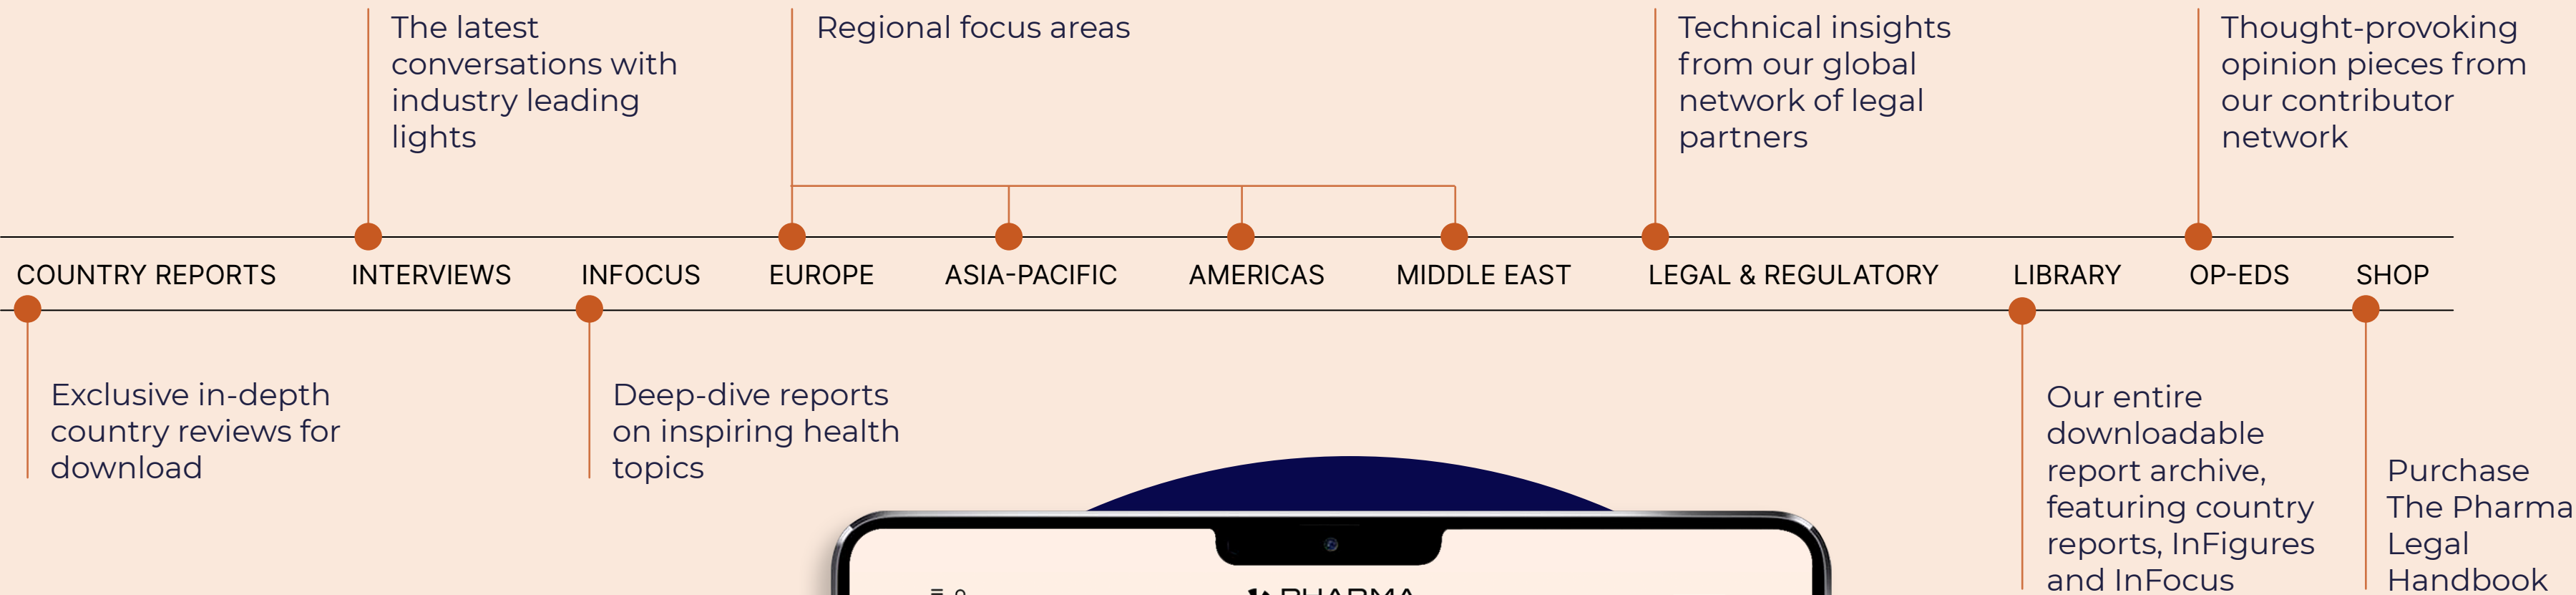 The latest
conversations with
industry leading
lights
Regional focus areas
Technical insights
from our global
network of legal
partners
Thought-provoking
opinion pieces from
our contributor
network
COUNTRY REPORTS INTERVIEWS INFOCUS EUROPE ASIA-PACIFIC AMERICAS MIDDLE EAST LEGAL & REGULATORY LIBRARY OP-EDS SHOP
Exclusive in-depth
country reviews for
download
Deep-dive reports
on inspiring health
topics
Our entire
downloadable
report archive,
featuring country
reports, InFigures
and InFocus
Purchase
The Pharma
Legal
Handbook
PHARMA